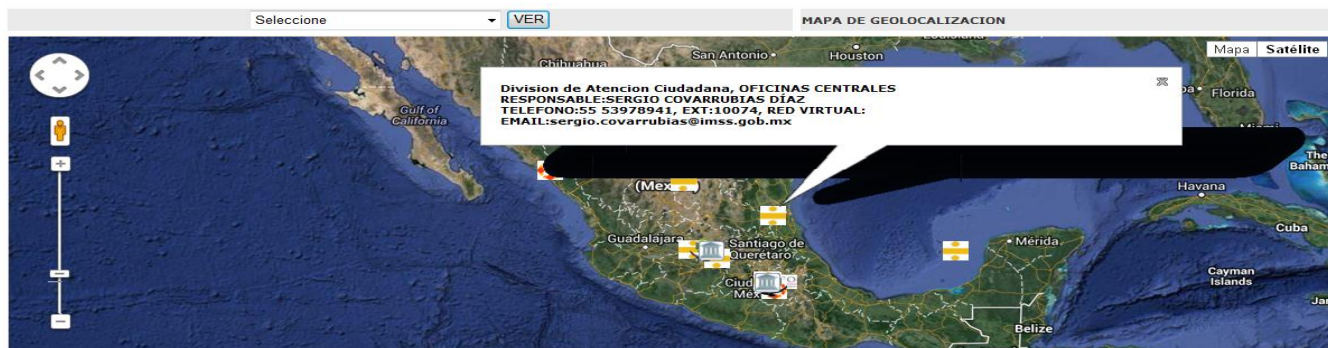 Seleccione
VER
MAPA DE GEOLOCALIZACION
Mapa
Satélite
San Antonio
Houston
Chihuahua
Division de Atencion Ciudadana, OFICINAS CENTRALES
RESPONSABLE:SERGIO COVARRUBIAS DÍAZ
TELEFONO:55 53978941, EXT:10074, RED VIRTUAL:
EMAIL:sergio.covarrubias@imss.gob.mx
Florida
Gulf of
California
The
Baham
(Mex
Havana
Cuba
Guadalajara
Santiago de
Querétaro
Mérida
Ciud
Méx
Cayman
Islands
Belize